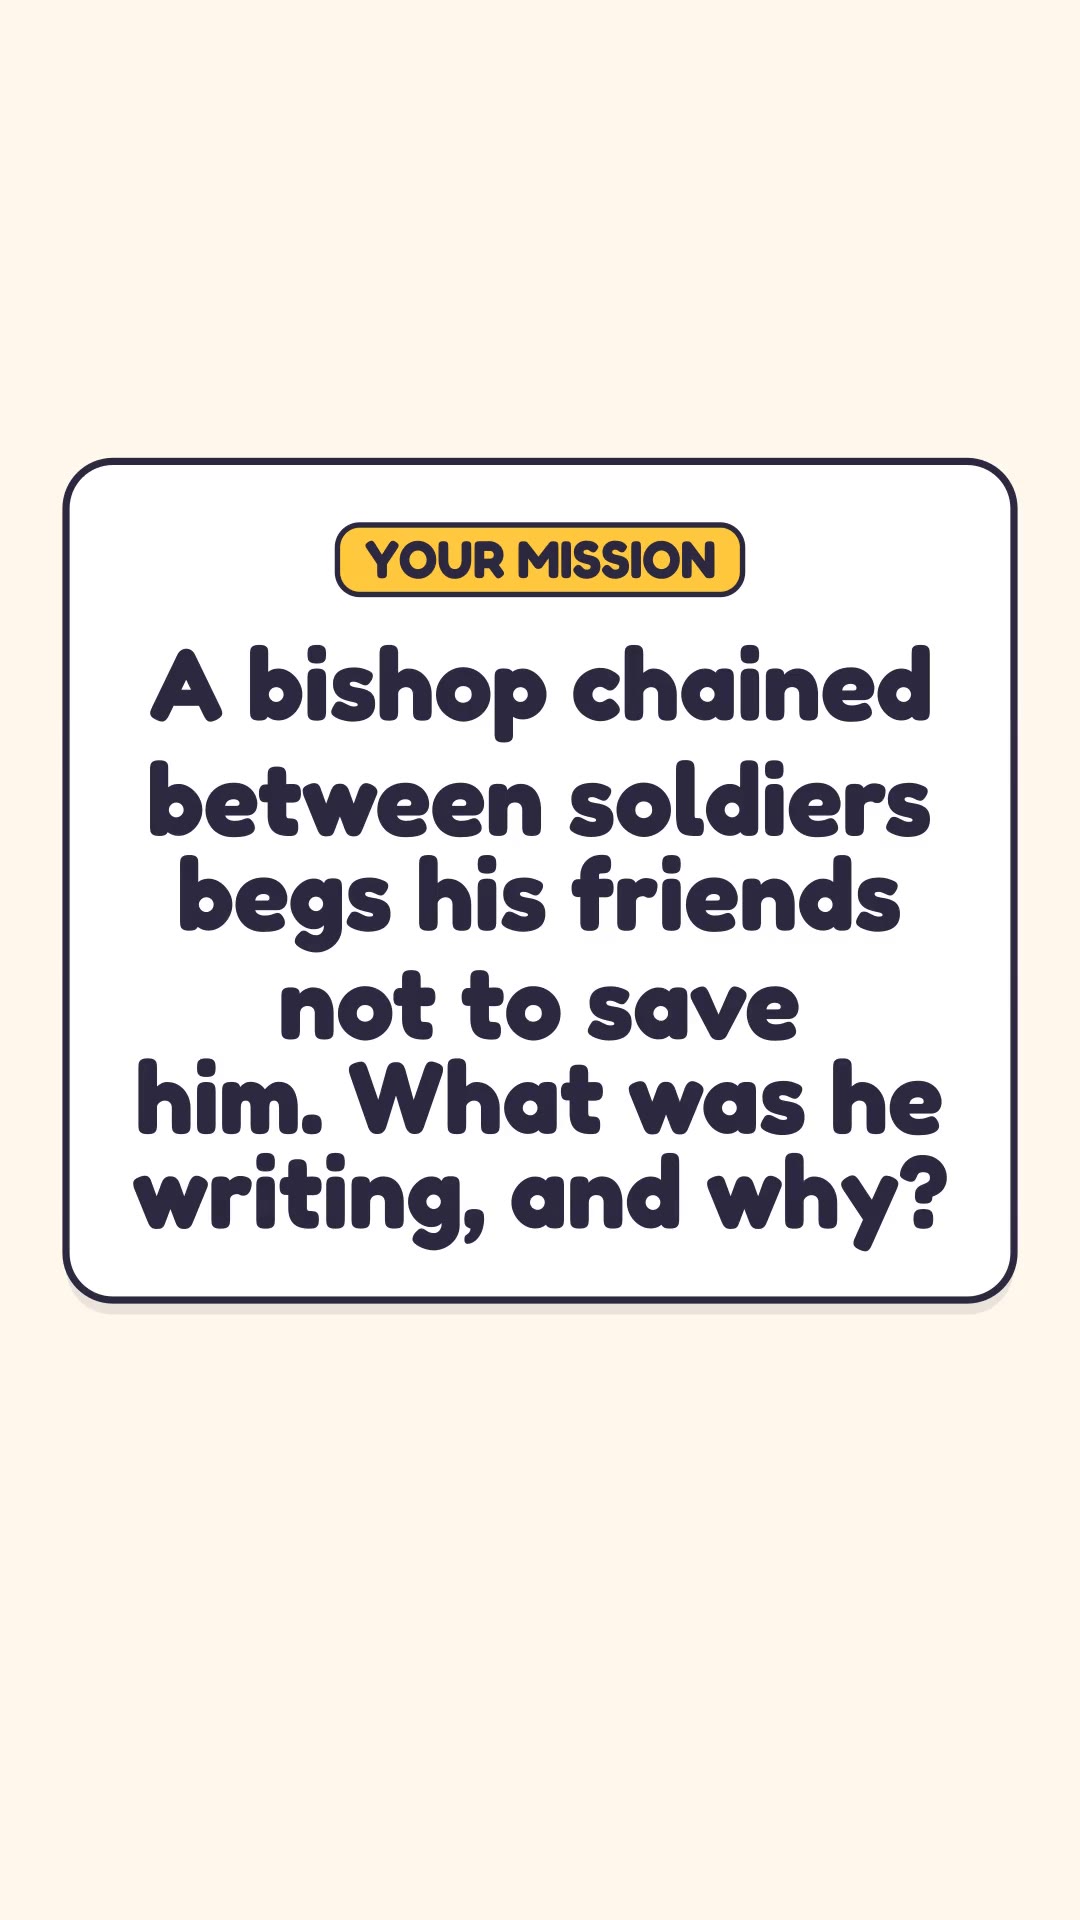 YOUR MISSION
A bishop chained
between soldiers
begs his friends
not to save
him. What was he
writing, and why?